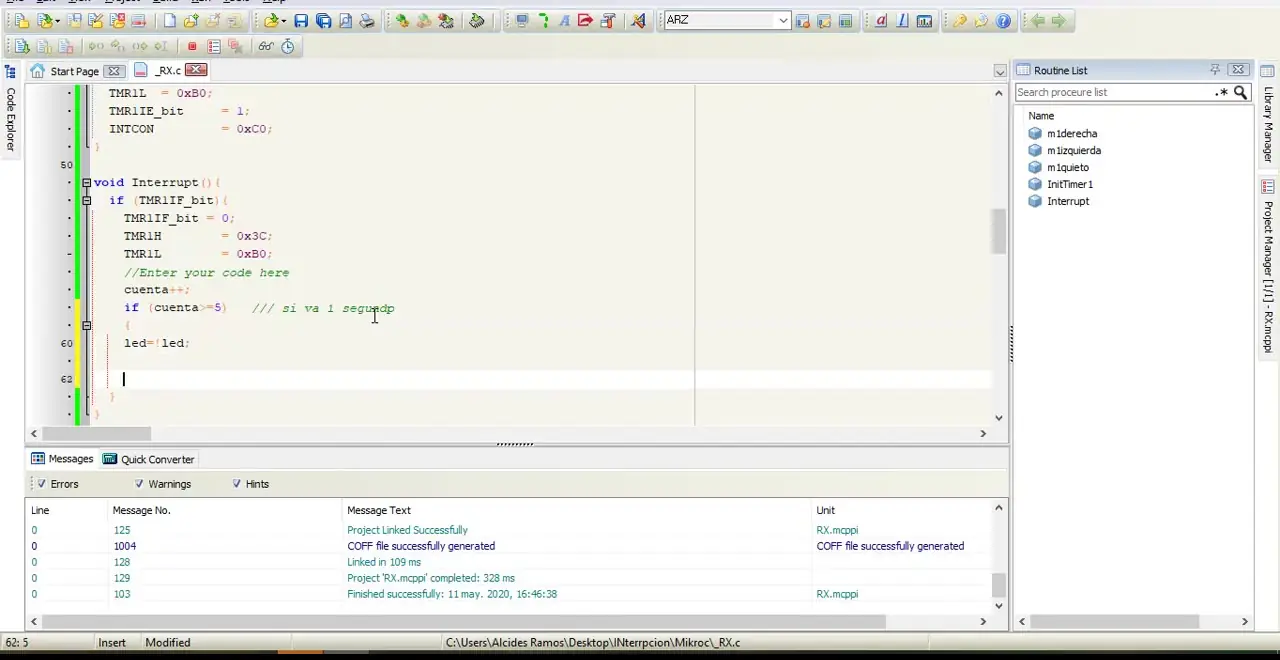 ARZ
Start Page
_RX.c
Code Explorer
TMR1L = 0xB0;
TMR1IE_bit = 1;
INTCON = 0xC0;
}
50
void Interrupt(){
if (TMR1IF_bit){
TMR1IF_bit = 0;
TMR1H = 0x3C;
TMR1L = 0xB0;
//Enter your code here
cuenta++;
if (cuenta>=5) /// si va 1 segundp
{
60 led=!led;
62
}
}
Routine List
Search proceure list
.*
Name
m1derecha
m1izquierda
m1quieto
InitTimer1
Interrupt
Library Manager
Project Manager [1/1] - RX.mcppi
Messages
Quick Converter
Errors
Warnings
Hints
Line Message No. Message Text Unit
0 125 Project Linked Successfully RX.mcppi
0 1004 COFF file successfully generated COFF file successfully generated
0 128 Linked in 109 ms
0 129 Project 'RX.mcppi' completed: 328 ms
0 103 Finished successfully: 11 may. 2020, 16:46:38 RX.mcppi
62: 5 Insert Modified C:\Users\Alcides Ramos\Desktop\INterrpcion\Mikroc\_RX.c